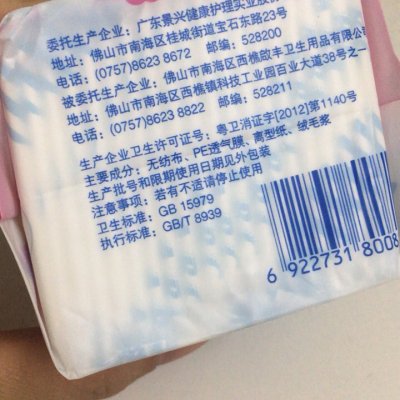 委托生产企业：广东景兴健康护理实业股
地址：佛山市南海区桂城街道宝石东路23号
电话：(0757)8623 8672 邮编：528200
被委托生产企业：佛山市南海区西樵啟丰卫生用品有限公
地址：佛山市南海区西樵镇科技工业园百业大道38号之一
电话：(0757)8623 8822 邮编：528211
生产企业卫生许可证号：粤卫消证字[2012]第1140号
主要成分：无纺布、PE透气膜、离型纸、绒毛浆
生产批号和限期使用日期见外包装
注意事项：若有不适请停止使用
卫生标准：GB 15979
执行标准：GB/T 8939
6 922731 8008